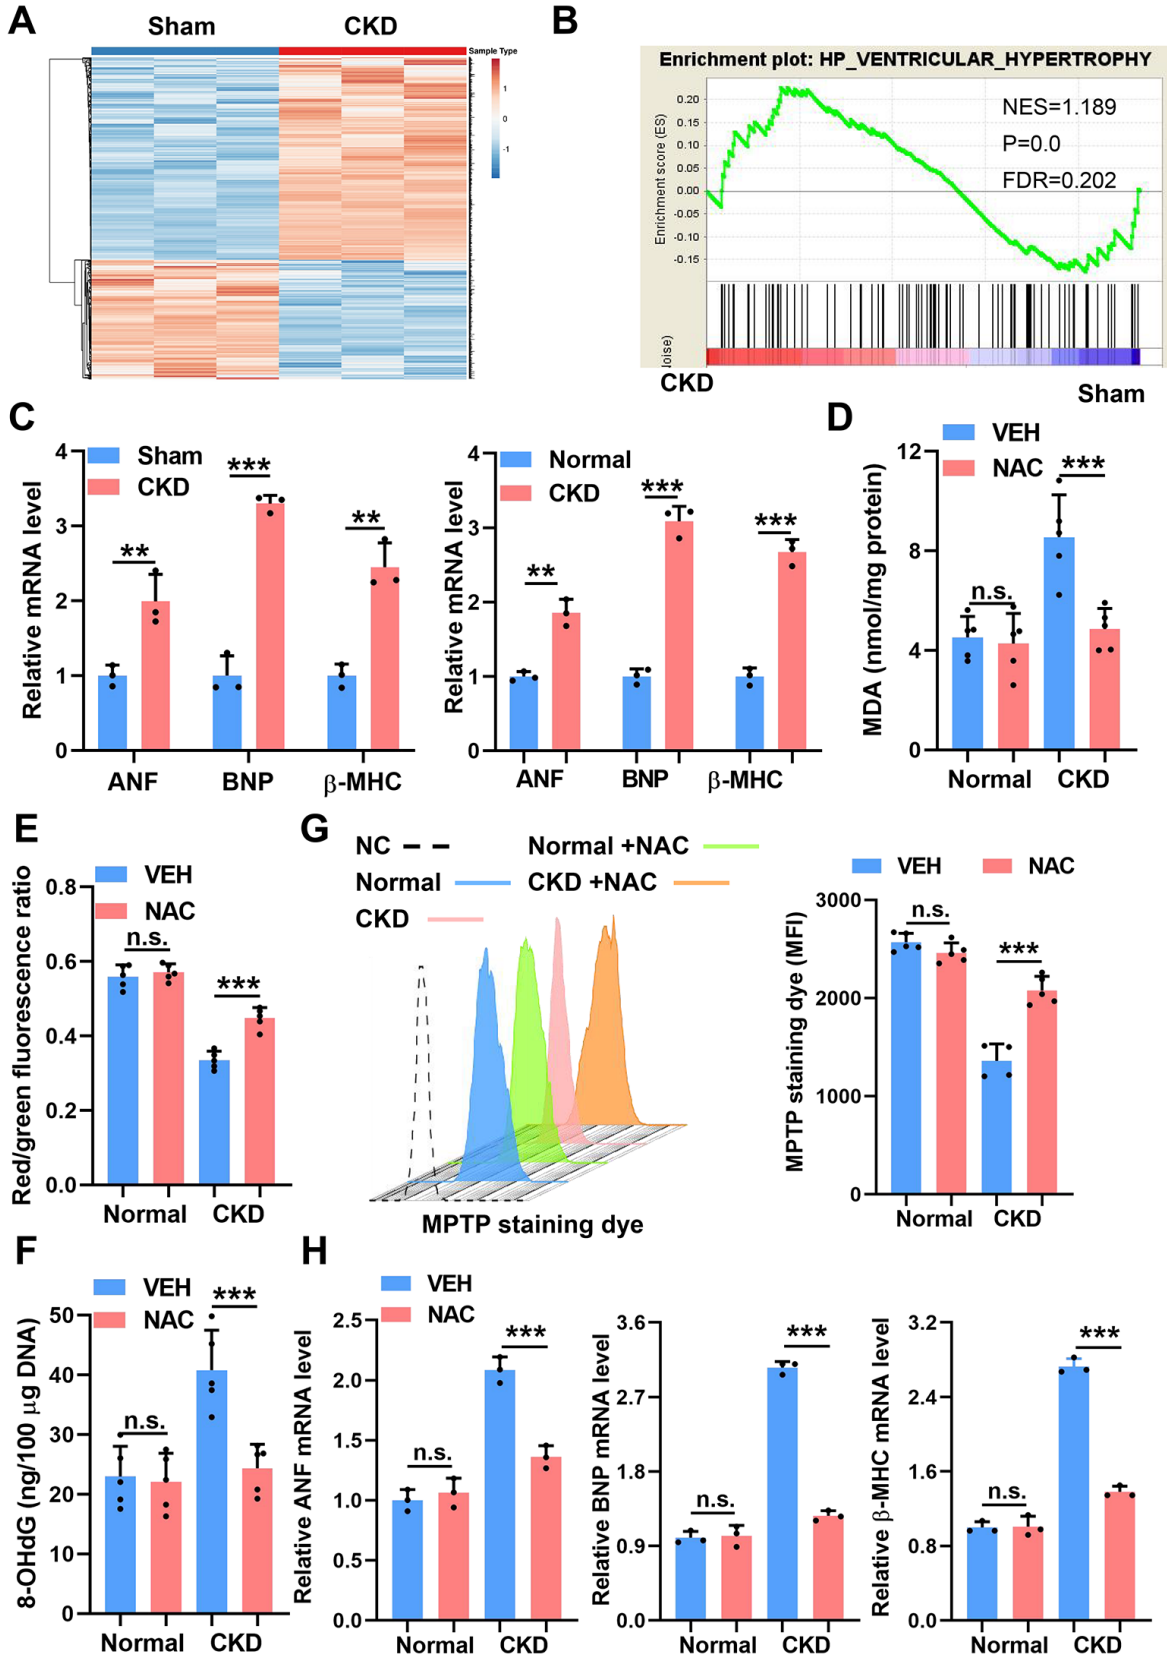 A
Sham
CKD
Sample Type
1
0
-1
B
Enrichment plot: HP_VENTRICULAR_HYPERTROPHY
NES=1.189
P=0.0
FDR=0.202
Enrichment score (ES)
0.20
0.15
0.10
0.05
0.00
-0.05
-0.10
-0.15
CKD
Sham
C
Sham
CKD
Relative mRNA level
4
3
2
1
0
**
***
**
ANF
BNP
β-MHC
Normal
CKD
Relative mRNA level
4
3
2
1
0
**
***
***
ANF
BNP
β-MHC
D
VEH
NAC
MDA (nmol/mg protein)
12
8
4
0
n.s.
***
Normal
CKD
E
VEH
NAC
Red/green fluorescence ratio
0.8
0.6
0.4
0.2
0.0
n.s.
***
Normal
CKD
G
NC
Normal
CKD
Normal +NAC
CKD +NAC
MPTP staining dye
VEH
NAC
MPTP staining dye (MFI)
3000
2000
1000
0
n.s.
***
Normal
CKD
F
VEH
NAC
8-OHdG (ng/100 μg DNA)
50
40
30
20
10
0
n.s.
***
Normal
CKD
H
VEH
NAC
Relative ANF mRNA level
2.5
2.0
1.5
1.0
0.5
0.0
n.s.
***
Normal
CKD
Relative BNP mRNA level
3.6
2.7
1.8
0.9
0.0
n.s.
***
Normal
CKD
Relative β-MHC mRNA level
3.2
2.4
1.6
0.8
0.0
n.s.
***
Normal
CKD